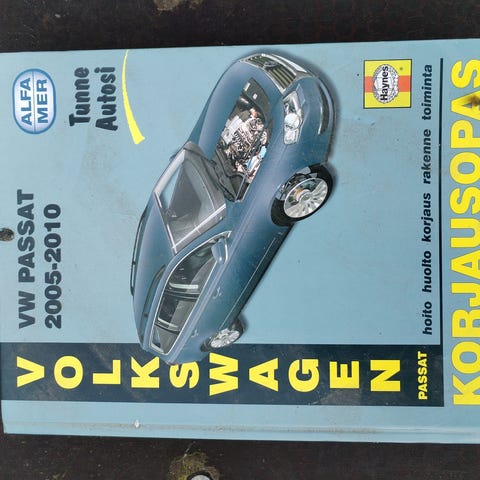 ALFA
MER
Tunne
Autosi
Haynes
VW PASSAT
2005-2010
VOLKSWAGEN
PASSAT
hoito huolto korjaus rakenne toiminta
KORJAUSOPAS